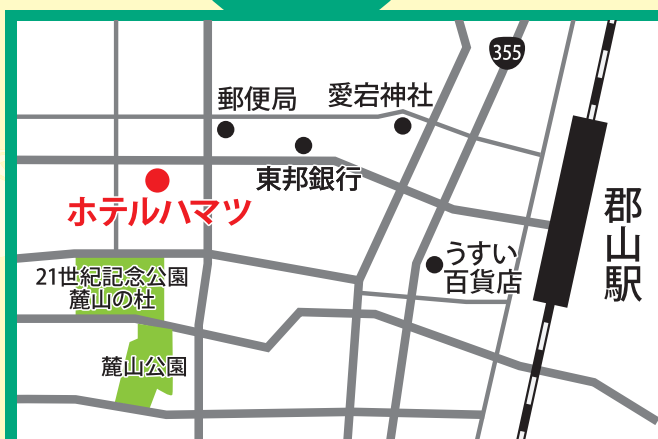 355
郵便局
愛宕神社
東邦銀行
ホテルハマツ
郡山駅
うすい
百貨店
21世紀記念公園
麓山の杜
麓山公園